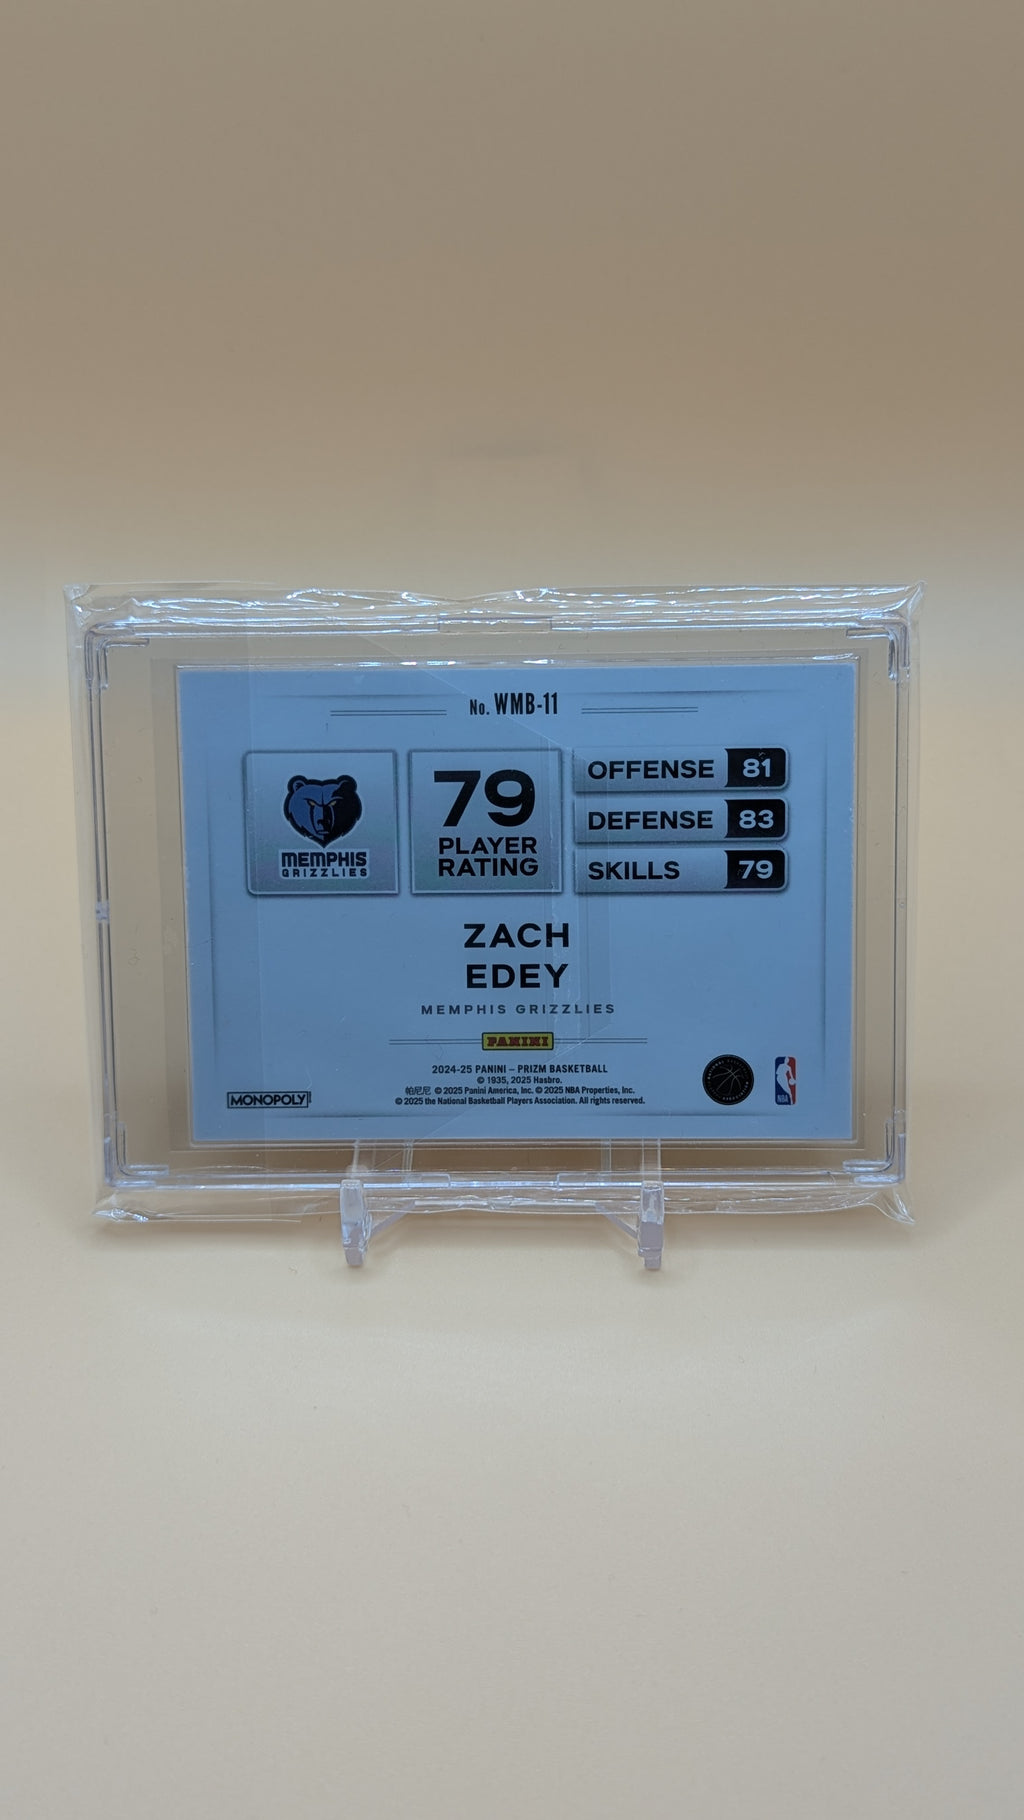 No. WMB-11
MEMPHIS
GRIZZLIES
79
PLAYER
RATING
OFFENSE 81
DEFENSE 83
SKILLS 79
ZACH
EDEY
MEMPHIS GRIZZLIES
PANINI
2024-25 PANINI – PRIZM BASKETBALL
© 1935, 2025 Hasbro.
帕尼尼 © 2025 Panini America, Inc. © 2025 NBA Properties, Inc.
© 2025 the National Basketball Players Association. All rights reserved.
MONOPOLY
NBA